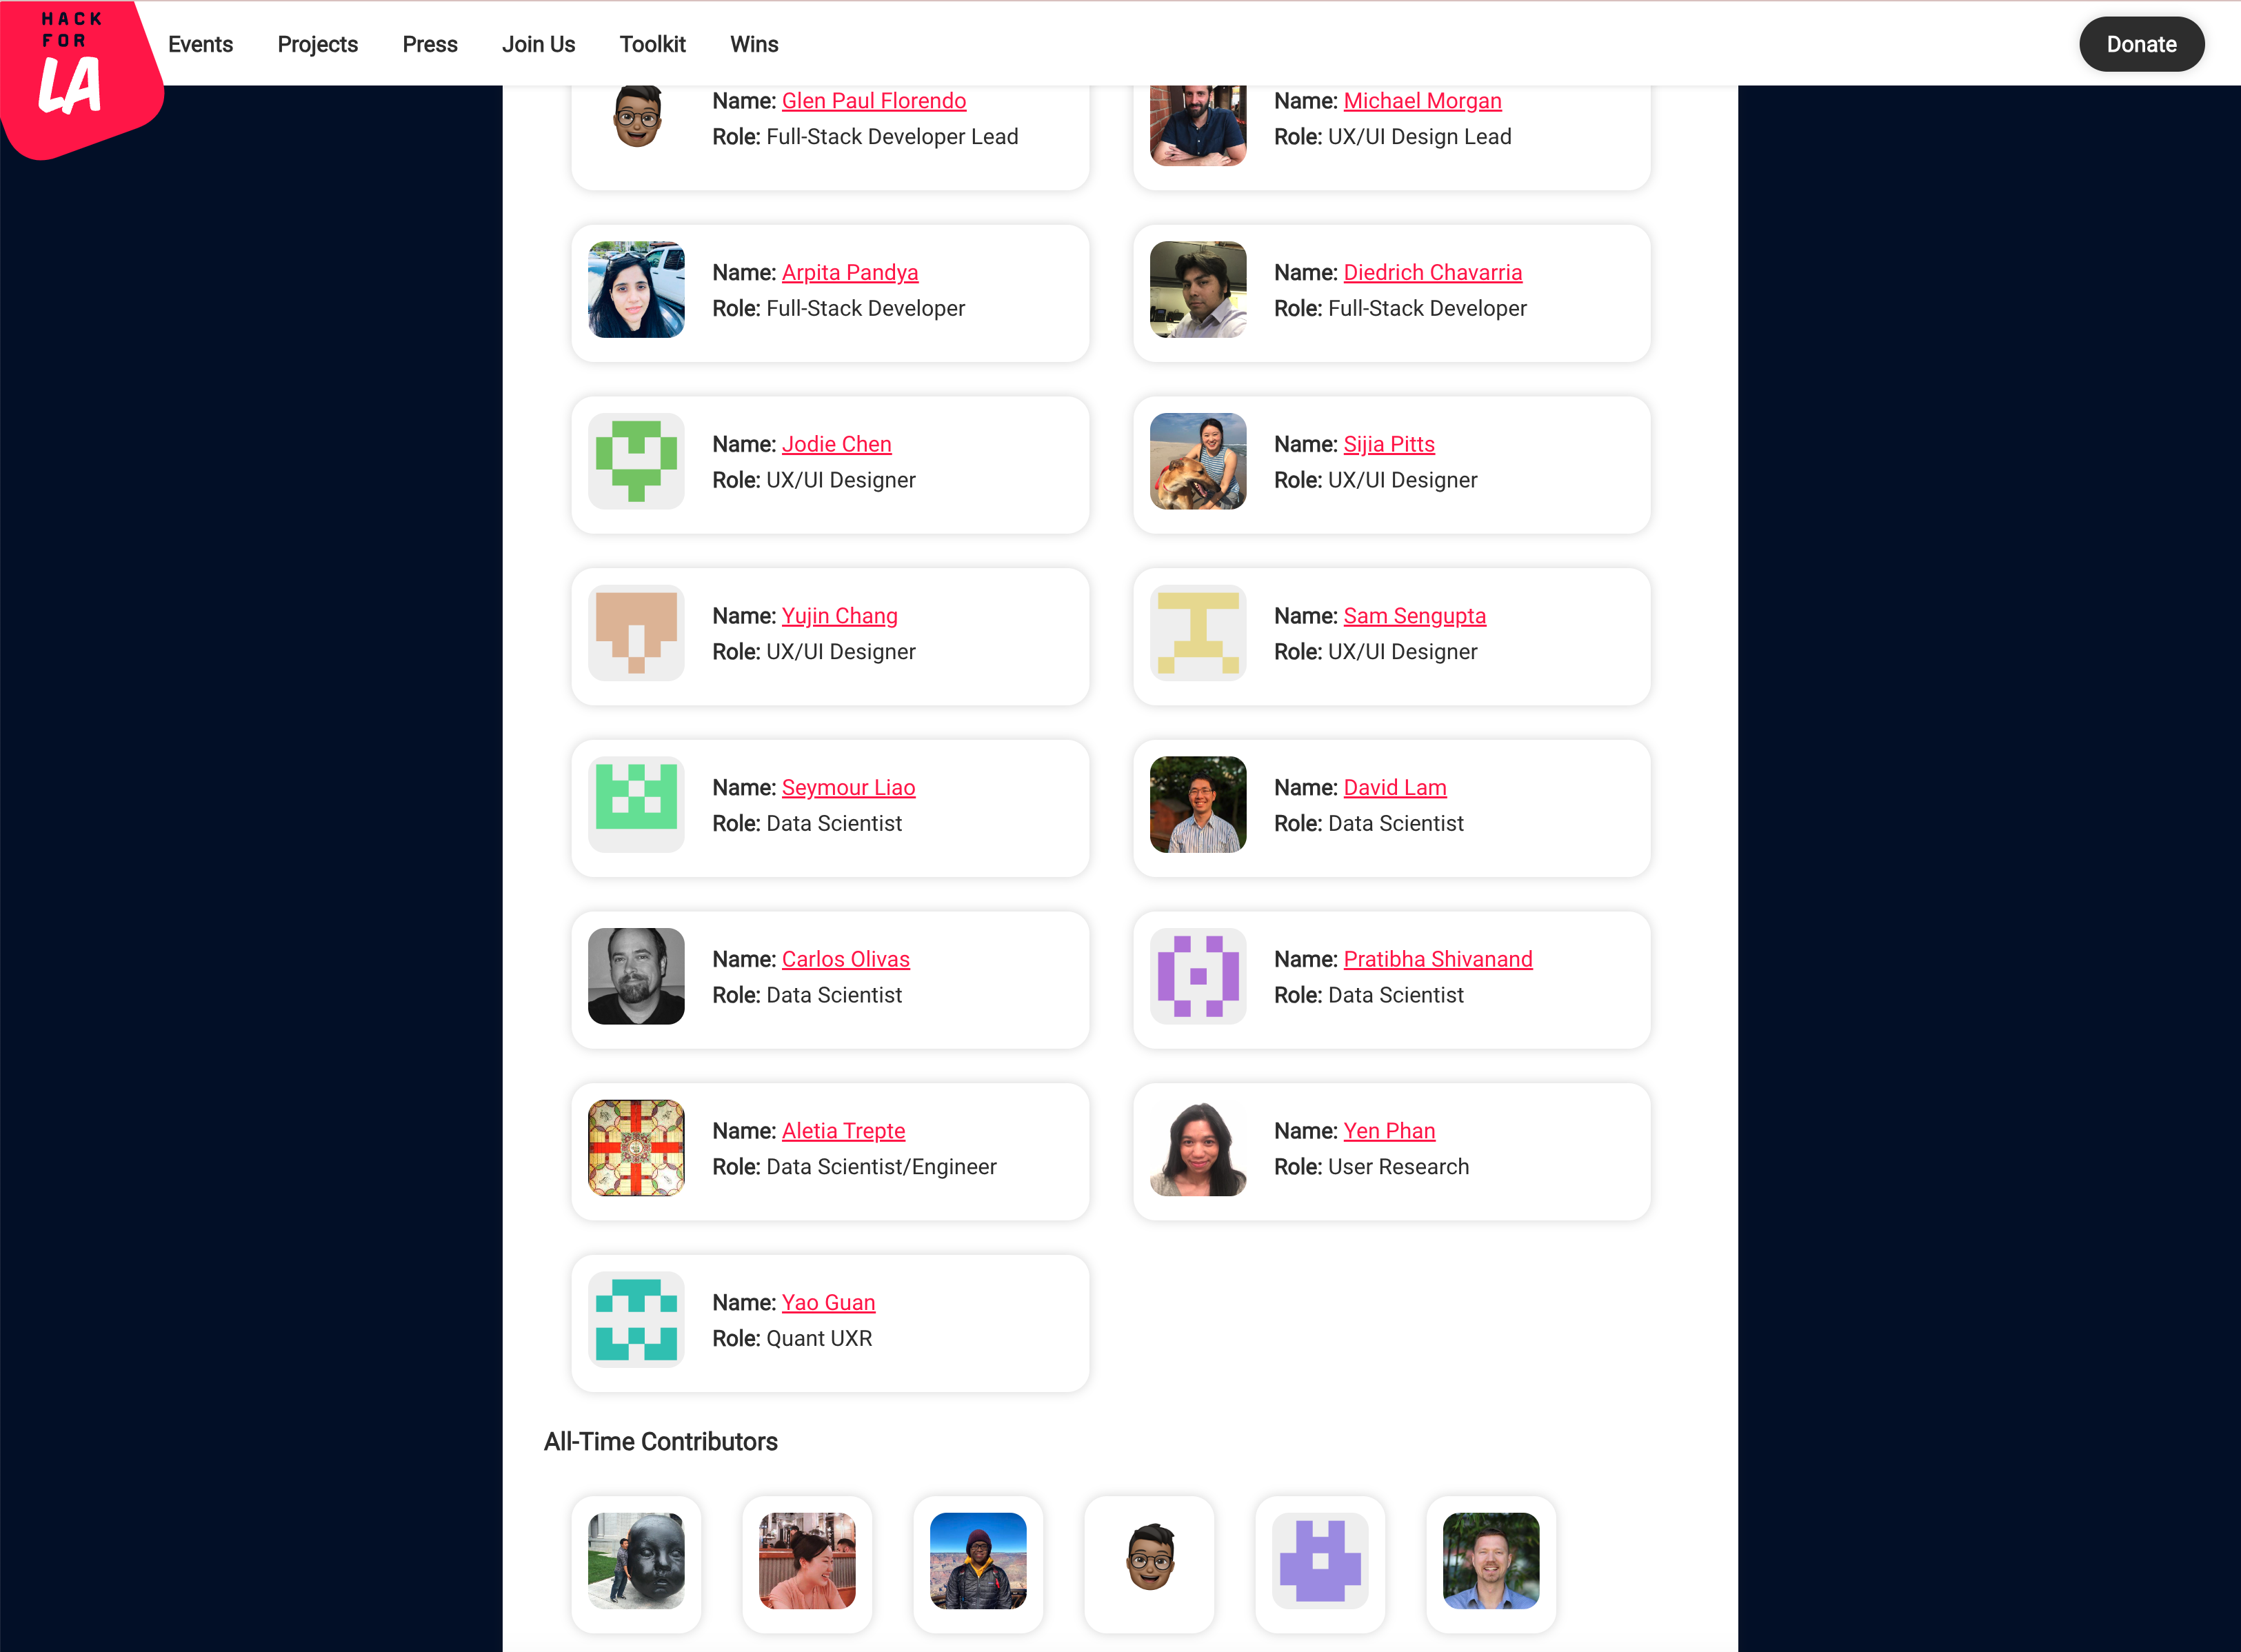 HACK
FOR
LA
Events Projects Press Join Us Toolkit Wins Donate
Name: Glen Paul Florendo
Role: Full-Stack Developer Lead
Name: Michael Morgan
Role: UX/UI Design Lead
Name: Arpita Pandya
Role: Full-Stack Developer
Name: Diedrich Chavarria
Role: Full-Stack Developer
Name: Jodie Chen
Role: UX/UI Designer
Name: Sijia Pitts
Role: UX/UI Designer
Name: Yujin Chang
Role: UX/UI Designer
Name: Sam Sengupta
Role: UX/UI Designer
Name: Seymour Liao
Role: Data Scientist
Name: David Lam
Role: Data Scientist
Name: Carlos Olivas
Role: Data Scientist
Name: Pratibha Shivanand
Role: Data Scientist
Name: Aletia Trepte
Role: Data Scientist/Engineer
Name: Yen Phan
Role: User Research
Name: Yao Guan
Role: Quant UXR
All-Time Contributors